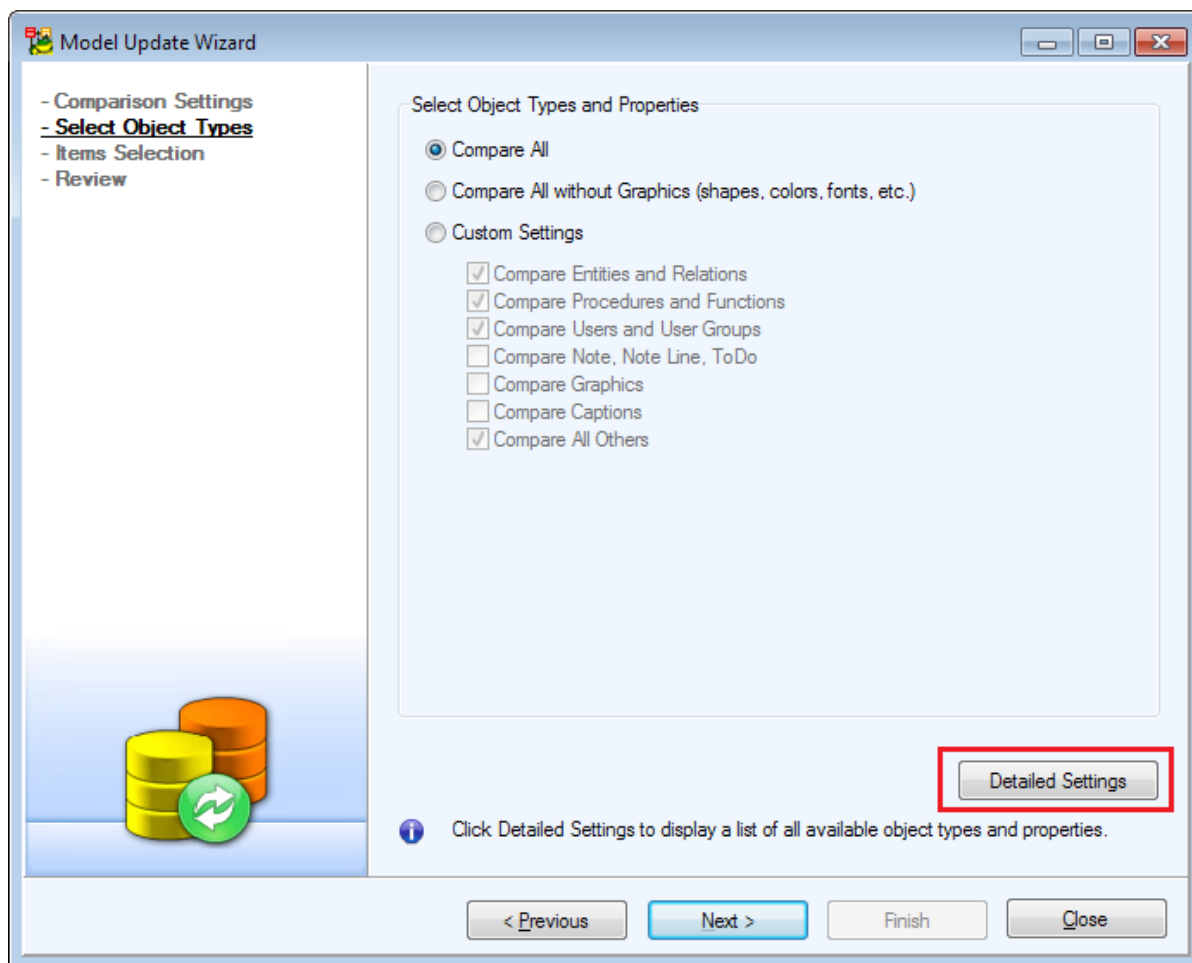 Model Update Wizard
- Comparison Settings
- Select Object Types
- Items Selection
- Review
Select Object Types and Properties
Compare All
Compare All without Graphics (shapes, colors, fonts, etc.)
Custom Settings
Compare Entities and Relations
Compare Procedures and Functions
Compare Users and User Groups
Compare Note, Note Line, ToDo
Compare Graphics
Compare Captions
Compare All Others
Detailed Settings
Click Detailed Settings to display a list of all available object types and properties.
< Previous
Next >
Finish
Close